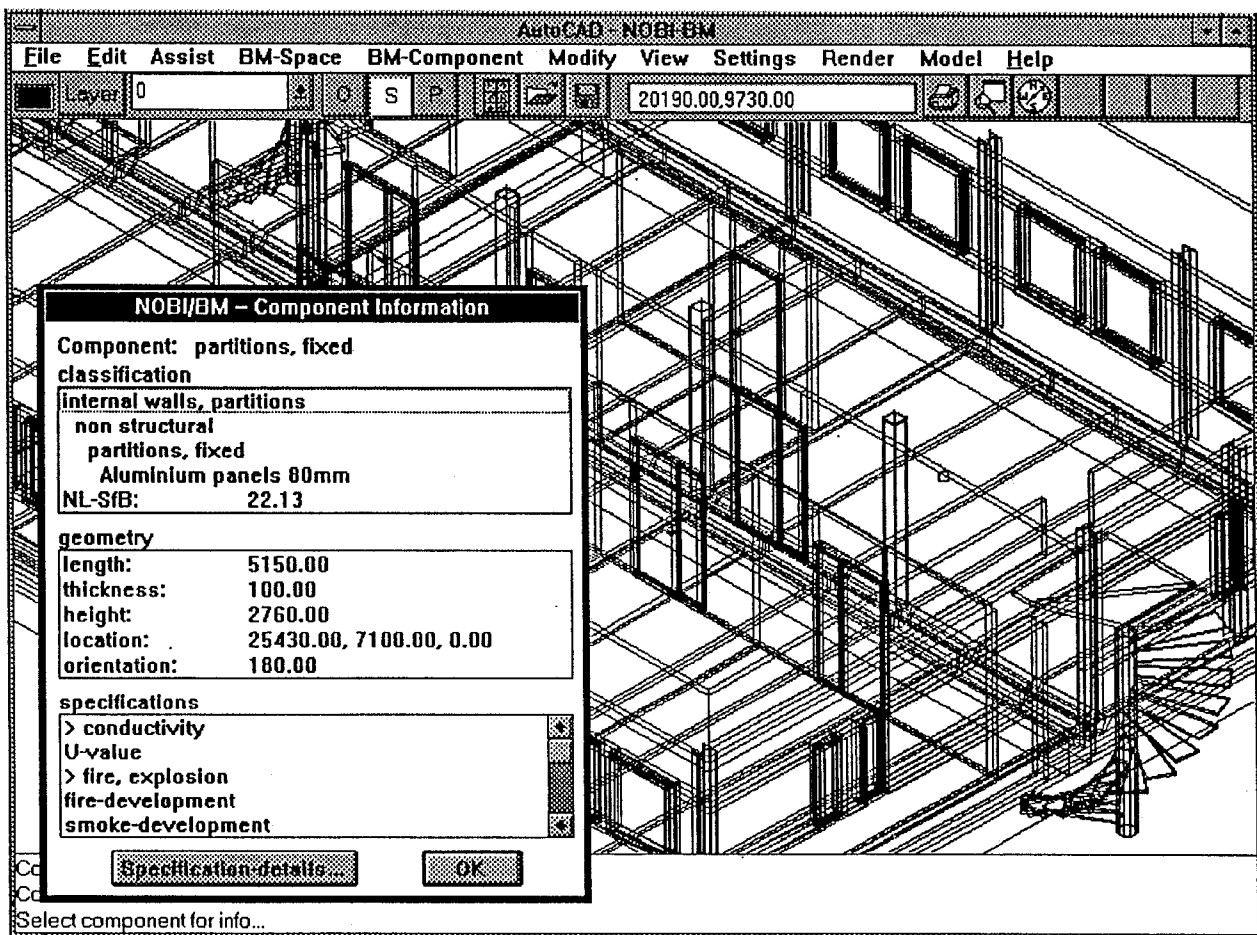 AutoCAD - NOBI-BM
File Edit Assist BM-Space BM-Component Modify View Settings Render Model Help
Layer 0 O S P 20190.00,9730.00
NOBI/BM – Component Information
Component: partitions, fixed
classification
internal walls, partitions
non structural
partitions, fixed
Aluminium panels 80mm
NL-SfB: 22.13
geometry
length: 5150.00
thickness: 100.00
height: 2760.00
location: 25430.00, 7100.00, 0.00
orientation: 180.00
specifications
> conductivity
U-value
> fire, explosion
fire-development
smoke-development
Specification-details... OK
Co
Co
Select component for info...